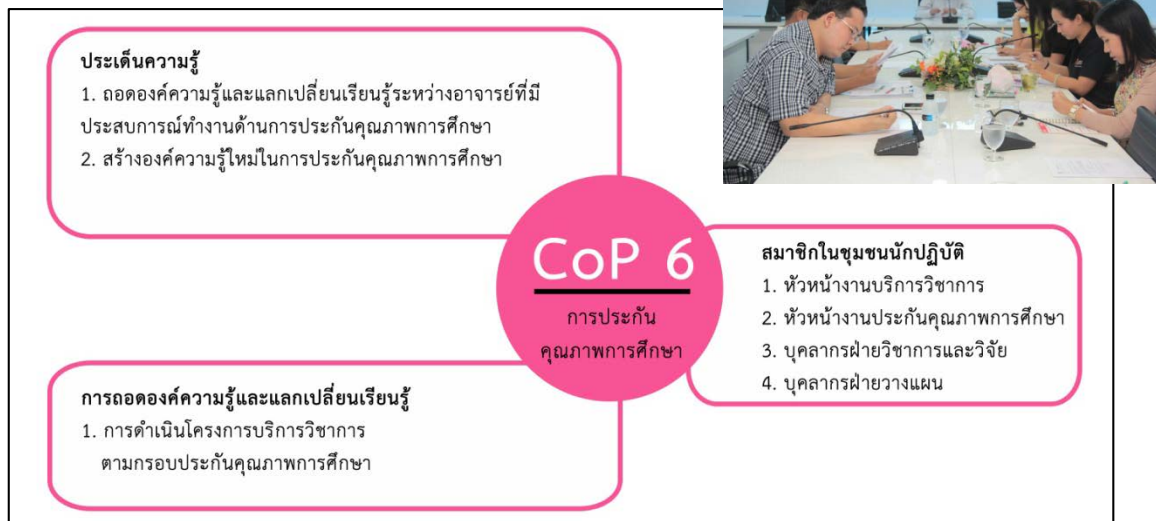 ประเด็นความรู้
1. ถอดองค์ความรู้และแลกเปลี่ยนเรียนรู้ระหว่างอาจารย์ที่มี
ประสบการณ์ทำงานด้านการประกันคุณภาพการศึกษา
2. สร้างองค์ความรู้ใหม่ในการประกันคุณภาพการศึกษา
CoP 6
การประกัน
คุณภาพการศึกษา
สมาชิกในชุมชนนักปฏิบัติ
1. หัวหน้างานบริการวิชาการ
2. หัวหน้างานประกันคุณภาพการศึกษา
3. บุคลากรฝ่ายวิชาการและวิจัย
4. บุคลากรฝ่ายวางแผน
การถอดองค์ความรู้และแลกเปลี่ยนเรียนรู้
1. การดำเนินโครงการบริการวิชาการ
ตามกรอบประกันคุณภาพการศึกษา